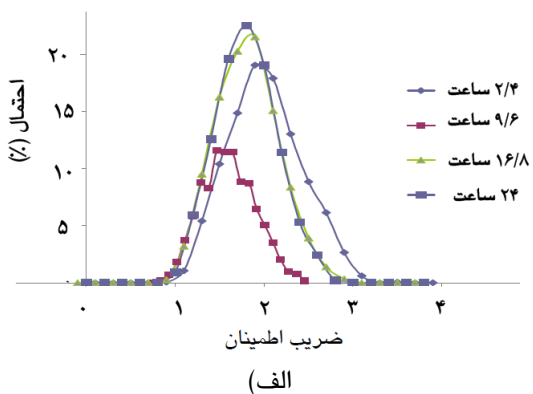 احتمال (%)
۲۰
۱۵
۱۰
۵
۰
۰ ۱ ۲ ۳ ۴
ضریب اطمینان
۲/۴ ساعت
۹/۶ ساعت
۱۶/۸ ساعت
۲۴ ساعت
الف)